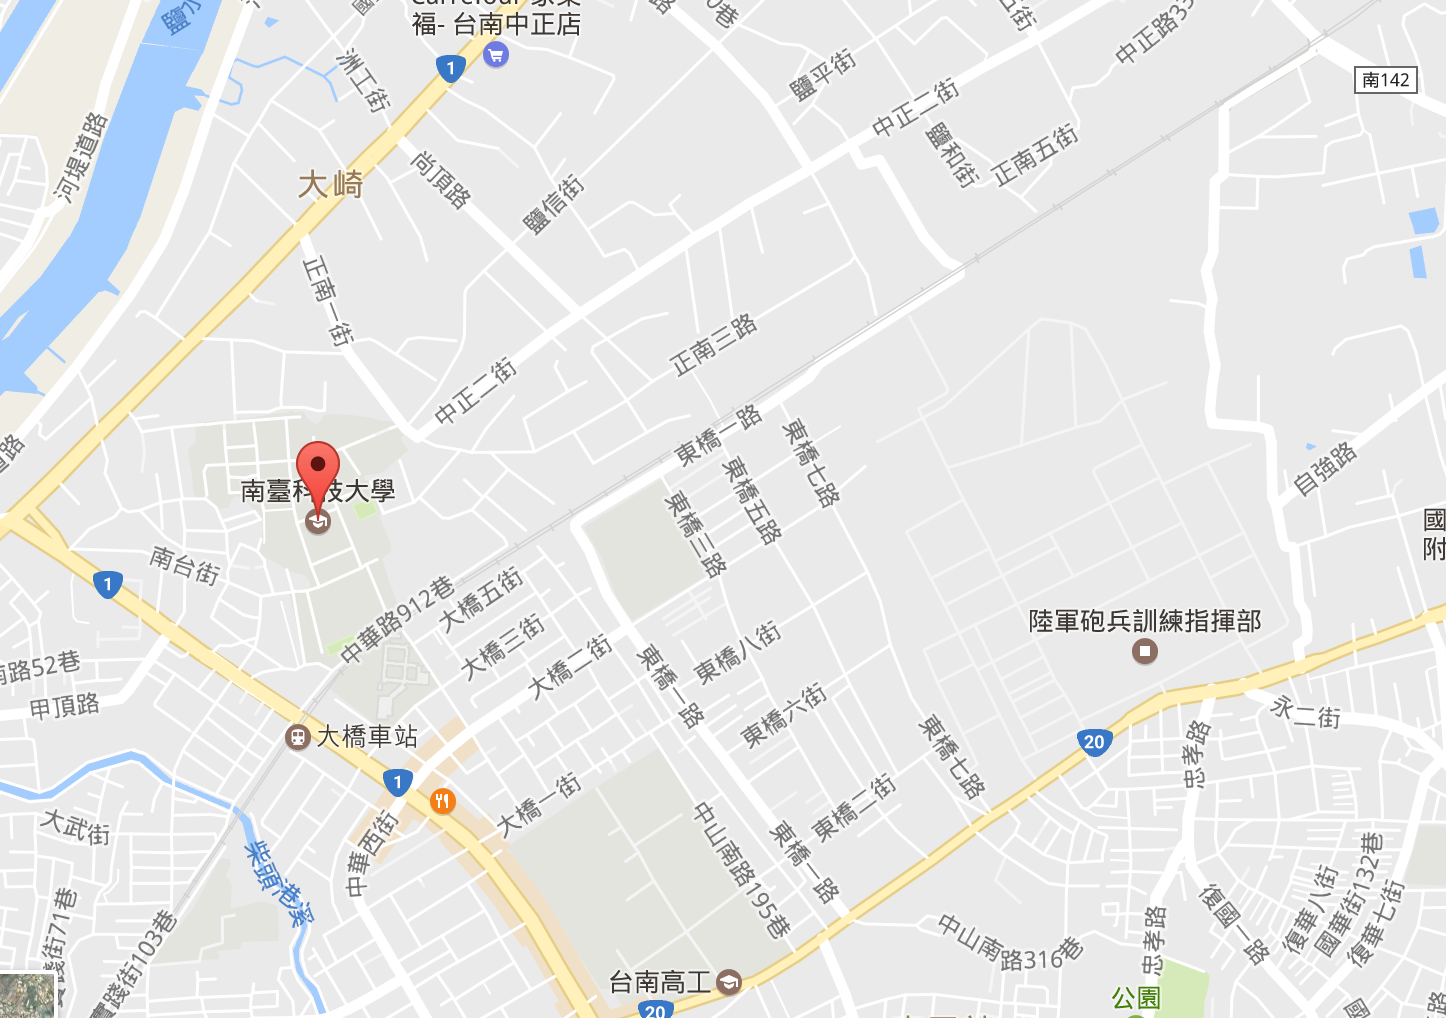 Carrefour 家樂
福- 台南中正店
鹽水
洲工街
1
鹽平街
中正二街
中正路
南142
河堤道路
大崎
尚頂路
鹽信街
鹽和街
正南五街
正南一街
正南三路
中正二街
東橋一路
東橋七路
東橋五路
東橋三路
自強路
道路
南臺科技大學
南台街
1
中華路912巷
大橋五街
大橋三街
大橋二街
東橋一路
東橋八街
東橋六街
陸軍砲兵訓練指揮部
南路52巷
甲頂路
大橋車站
1
大橋一街
東橋二街
東橋七路
20
永二街
忠孝路
大武街
柴頭港溪
中華西街
中山南路195巷
東橋一路
中山南路316巷
忠孝路
復國一路
復華八街
國華街132巷
復華七街
實踐街71巷
實踐街103巷
台南高工
20
公園
國
附